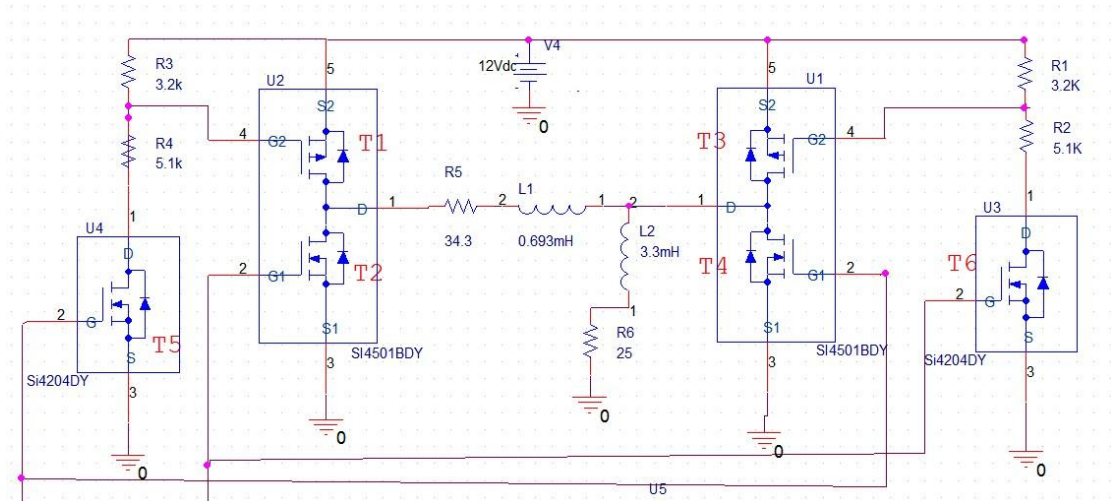 V4
12Vdc
0
R3
3.2k
R4
5.1k
U2
5
S2
4
G2
T1
D
1
2
G1
T2
S1
3
SI4501BDY
0
U4
1
D
2
G
S
T5
Si4204DY
3
0
R5
34.3
2
L1
1
0.693mH
2
L2
3.3mH
1
R6
25
0
U1
5
S2
T3
G2
4
1
D
T4
G1
2
S1
3
SI4501BDY
0
R1
3.2K
R2
5.1K
U3
1
D
T6
2
G
S
Si4204DY
3
0
U5